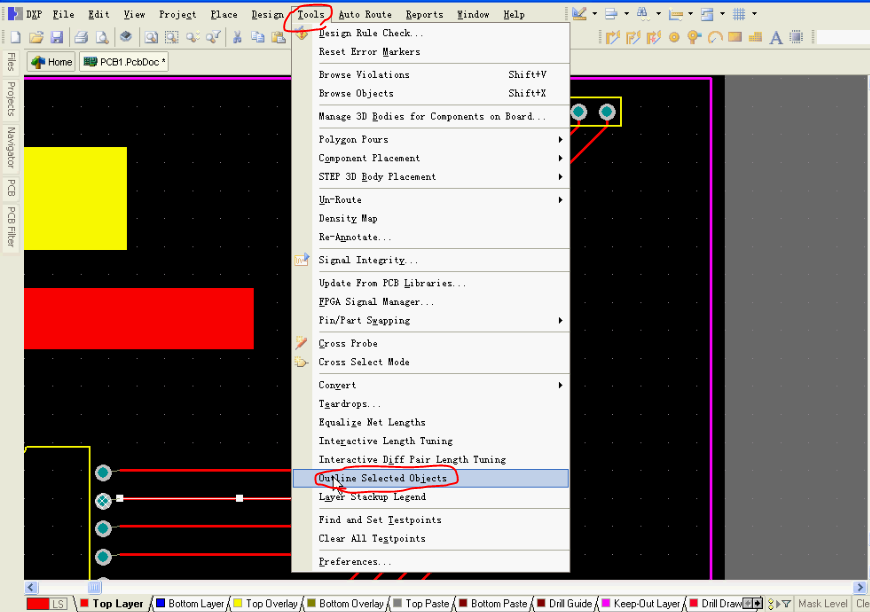 DXP File Edit View Project Place Design Tools Auto Route Reports Window Help
Home PCB1.PcbDoc *
Files
Projects
Navigator
PCB
PCB Filter
Design Rule Check...
Reset Error Markers
Browse Violations Shift+V
Browse Objects Shift+X
Manage 3D Bodies for Components on Board...
Polygon Pours
Component Placement
STEP 3D Body Placement
Un-Route
Density Map
Re-Annotate...
Signal Integrity...
Update From PCB Libraries...
FPGA Signal Manager...
Pin/Part Swapping
Cross Probe
Cross Select Mode
Convert
Teardrops...
Equalize Net Lengths
Interactive Length Tuning
Interactive Diff Pair Length Tuning
Outline Selected Objects
Layer Stackup Legend
Find and Set Testpoints
Clear All Testpoints
Preferences...
LS Top Layer Bottom Layer Top Overlay Bottom Overlay Top Paste Bottom Paste Drill Guide Keep-Out Layer Drill Draw Mask Level Cle